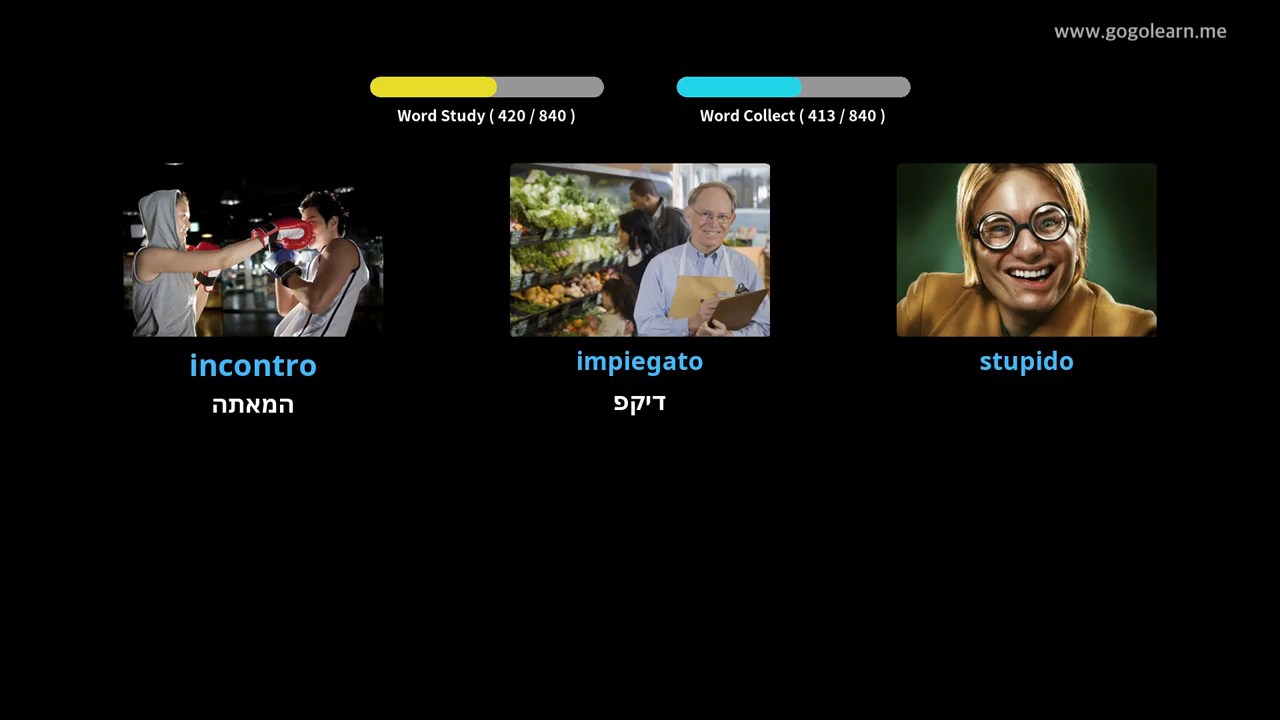 www.gogolearn.me
Word Study ( 420 / 840 )
Word Collect ( 413 / 840 )
incontro
המאתה
impiegato
דיקפ
stupido